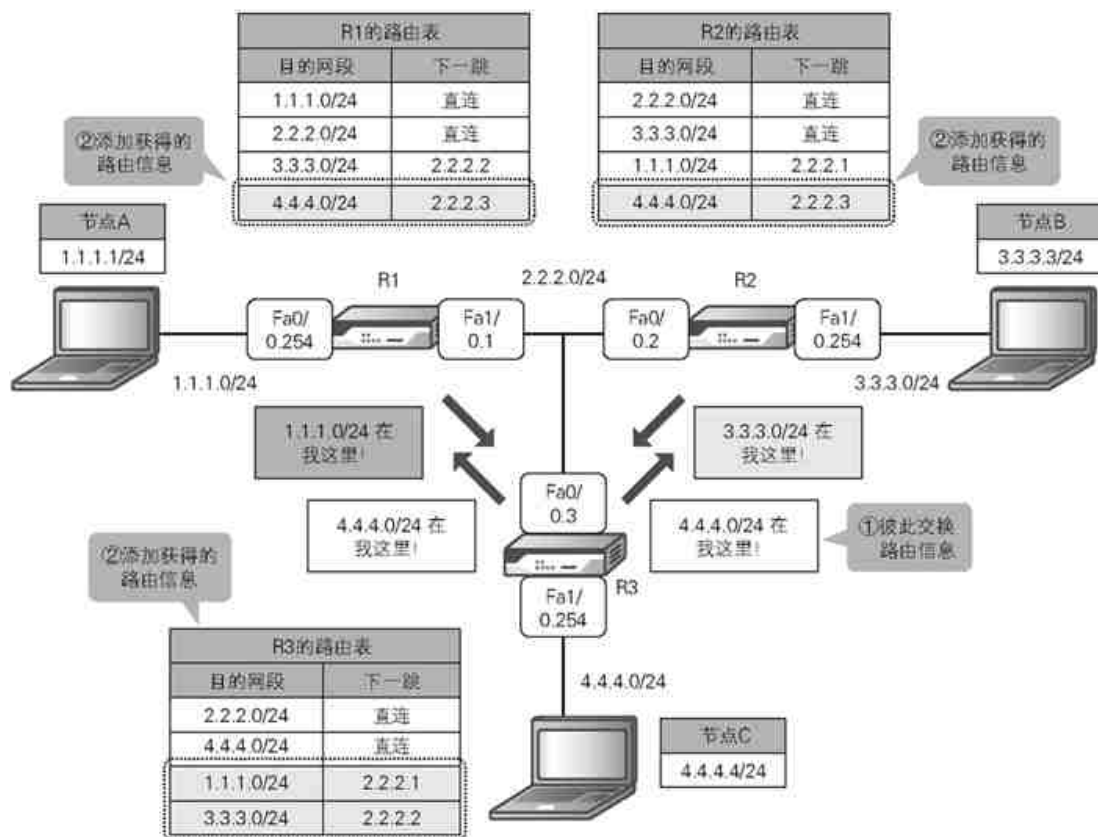 R1的路由表
目的网段 下一跳
1.1.1.0/24 直连
2.2.2.0/24 直连
3.3.3.0/24 2.2.2.2
4.4.4.0/24 2.2.2.3
R2的路由表
目的网段 下一跳
2.2.2.0/24 直连
3.3.3.0/24 直连
1.1.1.0/24 2.2.2.1
4.4.4.0/24 2.2.2.3
②添加获得的
路由信息
②添加获得的
路由信息
节点A
1.1.1.1/24
节点B
3.3.3.3/24
R1
2.2.2.0/24
R2
Fa0/
0.254
Fa1/
0.1
Fa0/
0.2
Fa1/
0.254
1.1.1.0/24
3.3.3.0/24
1.1.1.0/24 在
我这里!
3.3.3.0/24 在
我这里!
4.4.4.0/24 在
我这里!
Fa0/
0.3
4.4.4.0/24 在
我这里!
①彼此交换
路由信息
R3
Fa1/
0.254
②添加获得的
路由信息
R3的路由表
目的网段 下一跳
2.2.2.0/24 直连
4.4.4.0/24 直连
1.1.1.0/24 2.2.2.1
3.3.3.0/24 2.2.2.2
4.4.4.0/24
节点C
4.4.4.4/24